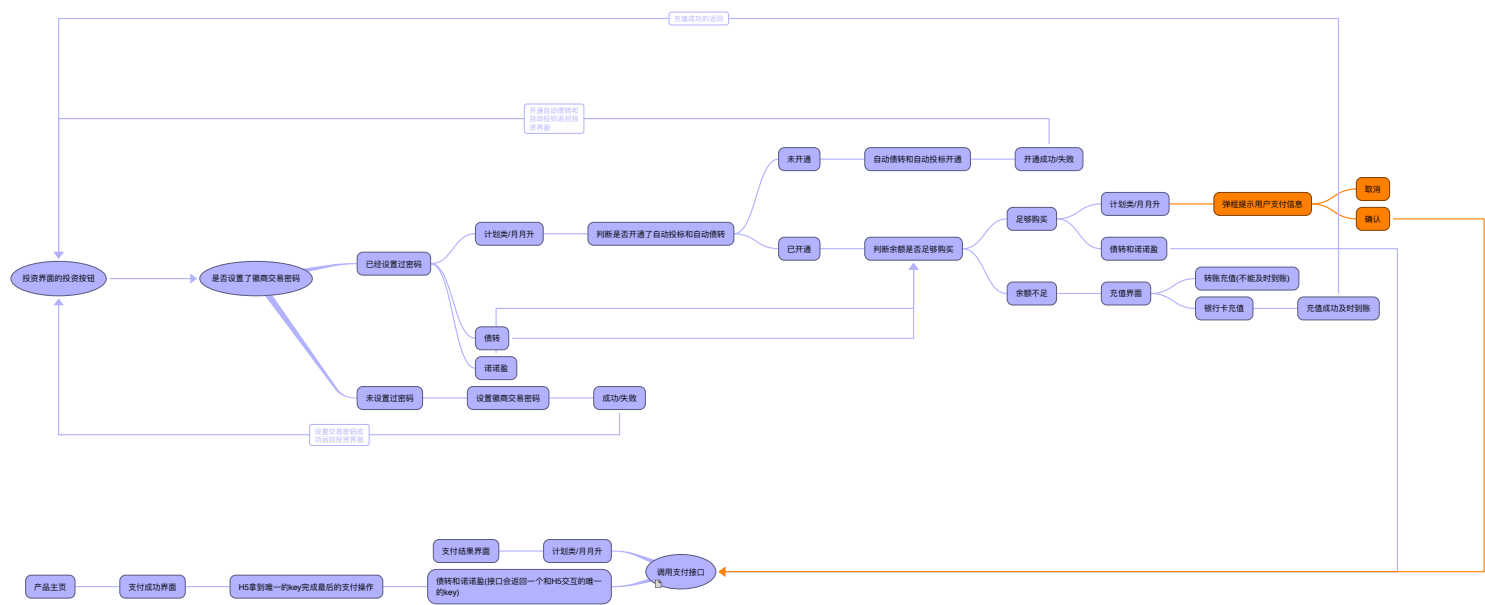 充值成功的返回
开通自动债转和
自动投标返回投
资界面
未开通
自动债转和自动投标开通
开通成功/失败
取消
计划类/月月升
弹框提示用户支付信息
足够购买
确认
计划类/月月升
判断是否开通了自动投标和自动债转
已开通
判断余额是否足够购买
债转和诺诺盈
已经设置过密码
投资界面的投资按钮
是否设置了徽商交易密码
转账充值(不能及时到账)
余额不足
充值界面
银行卡充值
充值成功及时到账
债转
诺诺盈
未设置过密码
设置徽商交易密码
成功/失败
设置交易密码成
功返回投资界面
支付结果界面
计划类/月月升
调用支付接口
产品主页
支付成功界面
H5拿到唯一的key完成最后的支付操作
债转和诺诺盈(接口会返回一个和H5交互的唯一
的key)